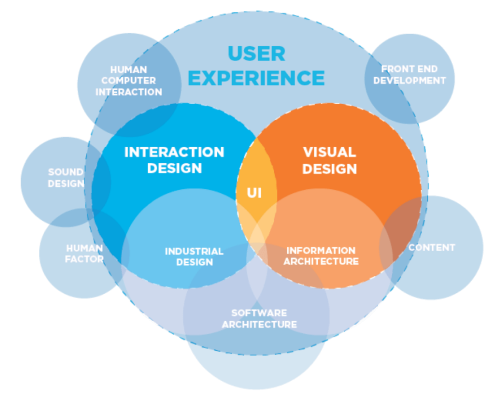 USER
EXPERIENCE
HUMAN
COMPUTER
INTERACTION
FRONT END
DEVELOPMENT
INTERACTION
DESIGN
VISUAL
DESIGN
UI
SOUND
DESIGN
HUMAN
FACTOR
INDUSTRIAL
DESIGN
INFORMATION
ARCHITECTURE
CONTENT
SOFTWARE
ARCHITECTURE